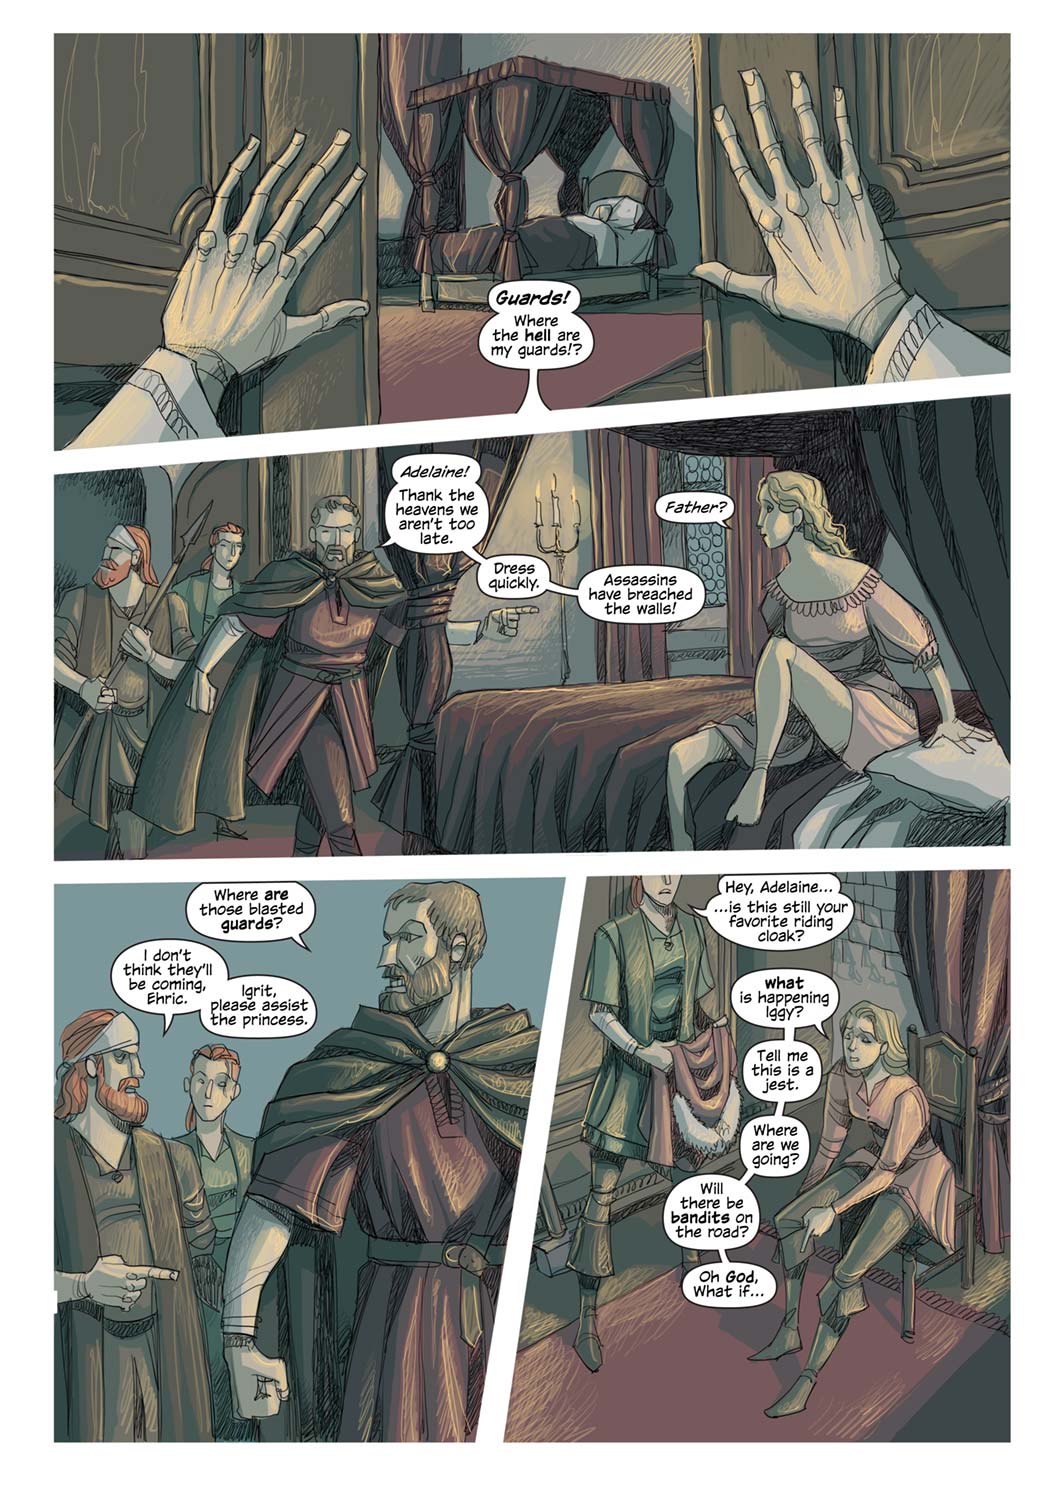 Guards!
Where
the hell are
my guards!?
Adelaine!
Thank the
heavens we
aren't too
late.
Dress
quickly.
Assassins
have breached
the walls!
Father?
Where are
those blasted
guards?
I don't
think they'll
be coming,
Ehric.
Igrit,
please assist
the princess.
Hey, Adelaine...
...is this still your
favorite riding
cloak?
what
is happening
Iggy?
Tell me
this is a
jest.
Where
are we
going?
Will
there be
bandits on
the road?
Oh God,
What if...